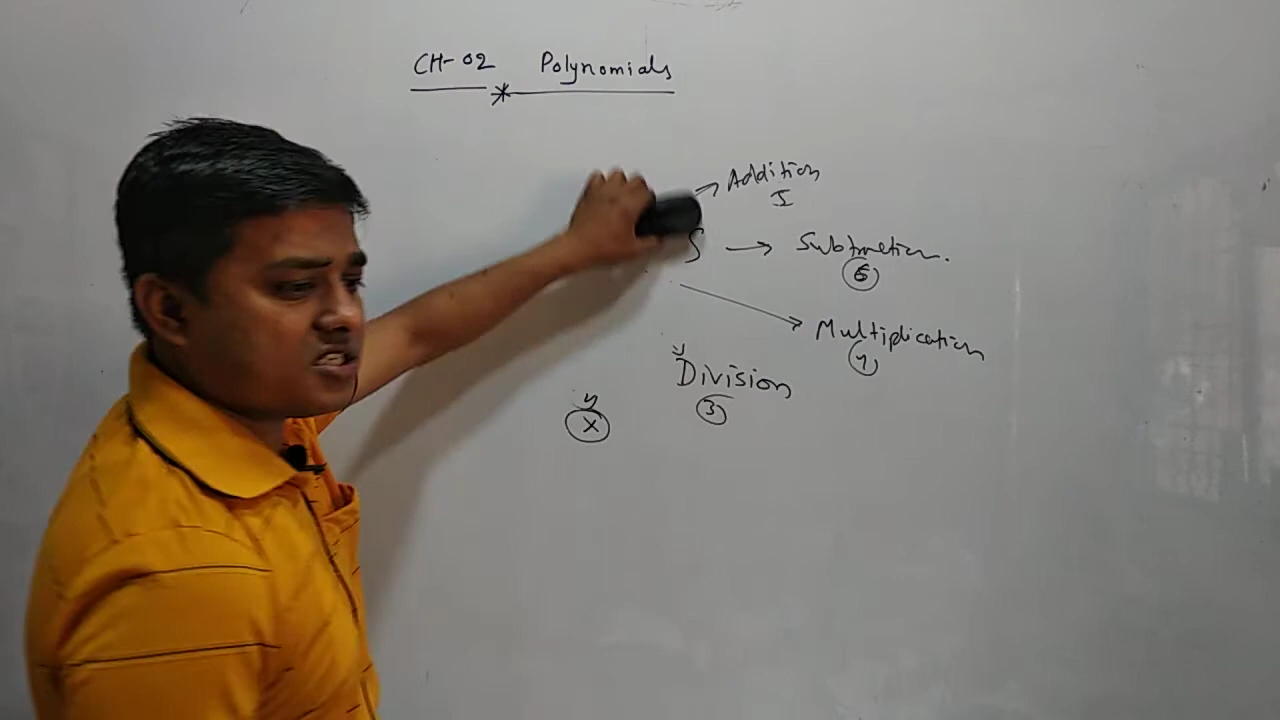 CH-02 Polynomials
Addition
S → Subtraction.
6
Multiplication
Division
3
y
x